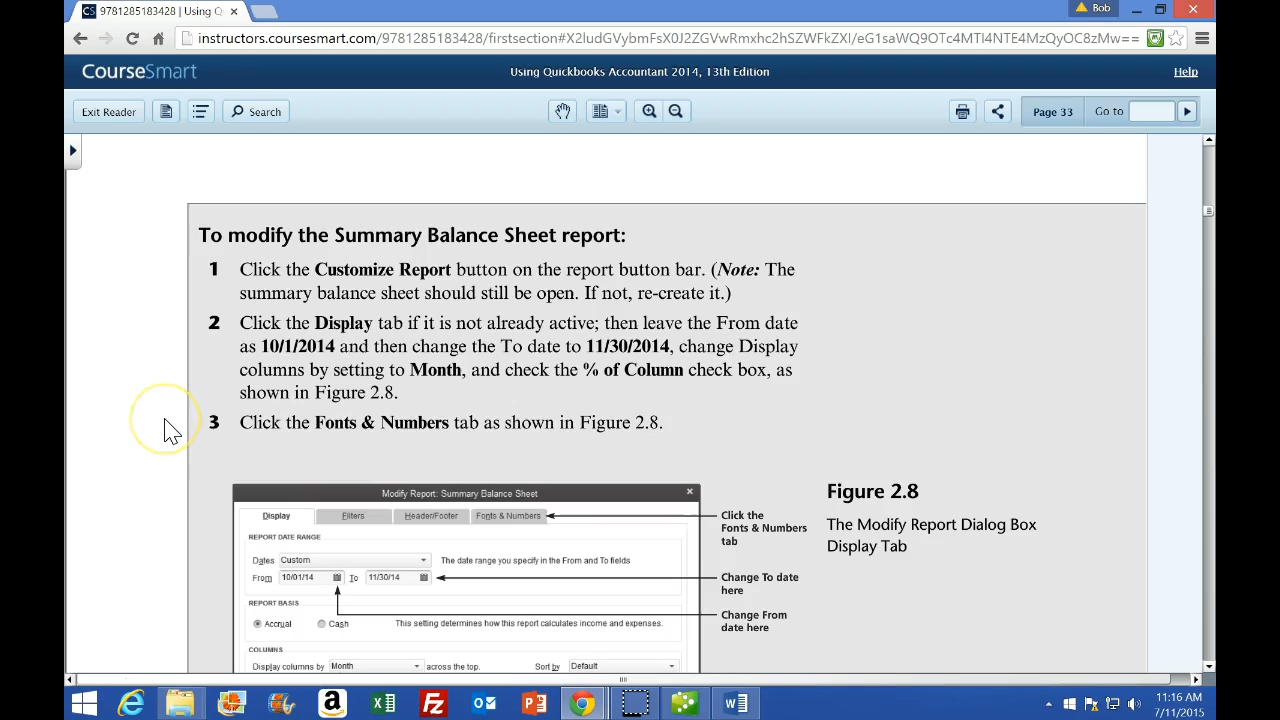 CS 9781285183428 | Using Q
Bob
instructors.coursesmart.com/9781285183428/firstsection#X2ludGVybmFsX0J2ZGVwRmxhc2hSZWFkZXI/eG1saWQ9OTc4MTI4NTE4MzQyOC8zMw==
CourseSmart
Using Quickbooks Accountant 2014, 13th Edition
Help
Exit Reader
Search
Page 33
Go to
To modify the Summary Balance Sheet report:
1 Click the Customize Report button on the report button bar. (Note: The
summary balance sheet should still be open. If not, re-create it.)
2 Click the Display tab if it is not already active; then leave the From date
as 10/1/2014 and then change the To date to 11/30/2014, change Display
columns by setting to Month, and check the % of Column check box, as
shown in Figure 2.8.
3 Click the Fonts & Numbers tab as shown in Figure 2.8.
Modify Report: Summary Balance Sheet
Display Filters Header/Footer Fonts & Numbers
REPORT DATE RANGE
Dates Custom The date range you specify in the From and To fields
From 10/01/14 To 11/30/14
REPORT BASIS
Accrual Cash This setting determines how this report calculates income and expenses.
COLUMNS
Display columns by Month across the top. Sort by Default
Click the
Fonts & Numbers
tab
Change To date
here
Change From
date here
Figure 2.8
The Modify Report Dialog Box
Display Tab
11:16 AM
7/11/2015